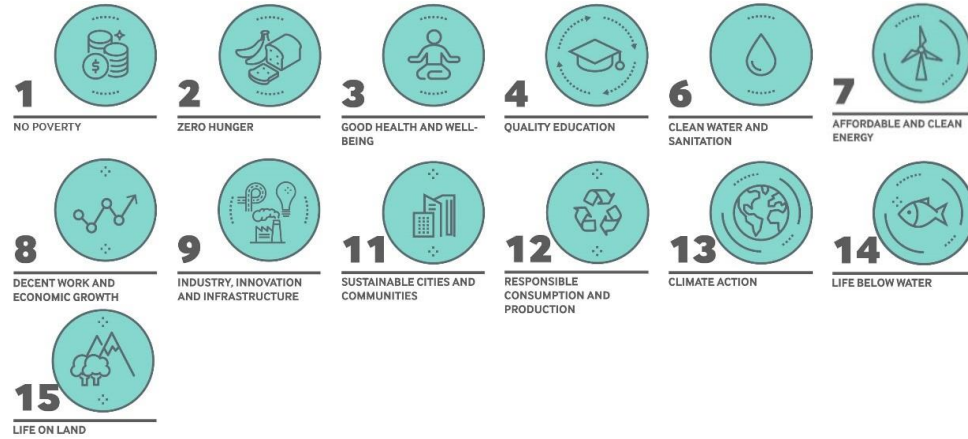 1
NO POVERTY
2
ZERO HUNGER
3
GOOD HEALTH AND WELL-
BEING
4
QUALITY EDUCATION
6
CLEAN WATER AND
SANITATION
7
AFFORDABLE AND CLEAN
ENERGY
8
DECENT WORK AND
ECONOMIC GROWTH
9
INDUSTRY, INNOVATION
AND INFRASTRUCTURE
11
SUSTAINABLE CITIES AND
COMMUNITIES
12
RESPONSIBLE
CONSUMPTION AND
PRODUCTION
13
CLIMATE ACTION
14
LIFE BELOW WATER
15
LIFE ON LAND